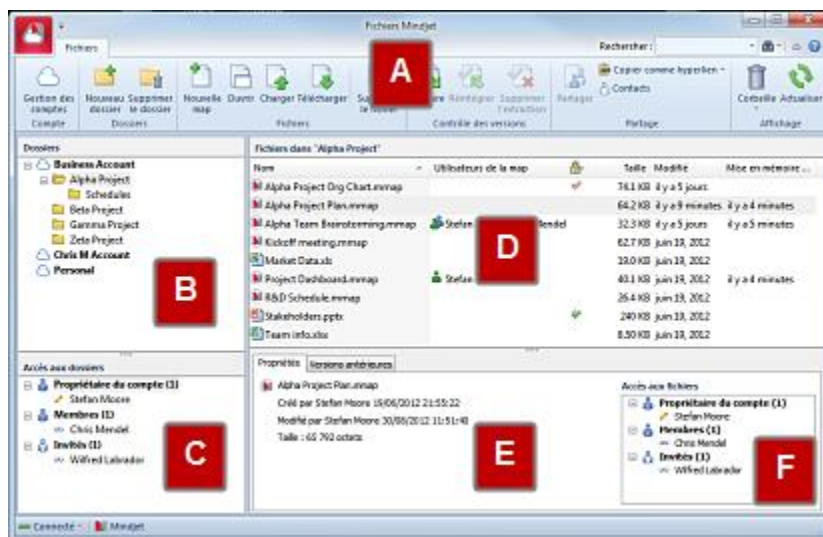 Fichiers Mindjet
Fichiers
Rechercher :
A
Gestion des comptes
Nouveau dossier
Supprimer le dossier
Nouvelle map
Ouvrir
Charger
Télécharger
Réintégrer
Supprimer l'extraction
Partager
Copier comme hyperlien
Contacts
Corbeille
Actualiser
Compte
Dossiers
Fichiers
Contrôle des versions
Partage
Affichage
Dossiers
Business Account
Alpha Project
Schedules
Beta Project
Gamma Project
Zeta Project
Chris M Account
Personal
B
Fichiers dans "Alpha Project"
Nom Utilisateurs de la map Taille Modifié Mise en mémoire ...
Alpha Project Org Chart.mmap 74.1 KB il y a 5 jours
Alpha Project Plan.mmap 64.2 KB il y a 9 minutes il y a 4 minutes
Alpha Team Brainstorming.mmap Stefan Mendel 32.3 KB il y a 5 jours il y a 5 minutes
Kickoff meeting.mmap 62.7 KB juin 19, 2012
Market Data.xls 19.0 KB juin 19, 2012
Project Dashboard.mmap Stefan 40.1 KB juin 19, 2012 il y a 4 minutes
R&D Schedule.mmap 26.4 KB juin 19, 2012
Stakeholders.pptx 240 KB juin 19, 2012
Team info.xlsx 8.50 KB juin 19, 2012
D
Accès aux dossiers
Propriétaire du compte (1)
Stefan Moore
Membres (1)
Chris Mendel
Invités (1)
Wilfred Labrador
C
Propriétés Versions antérieures
Alpha Project Plan.mmap
Créé par Stefan Moore 19/06/2012 21:55:22
Modifié par Stefan Moore 30/08/2012 11:51:40
Taille : 65 792 octets
E
Accès aux fichiers
Propriétaire du compte (1)
Stefan Moore
Membres (1)
Chris Mendel
Invités (1)
Wilfred Labrador
F
Connecté Mindjet